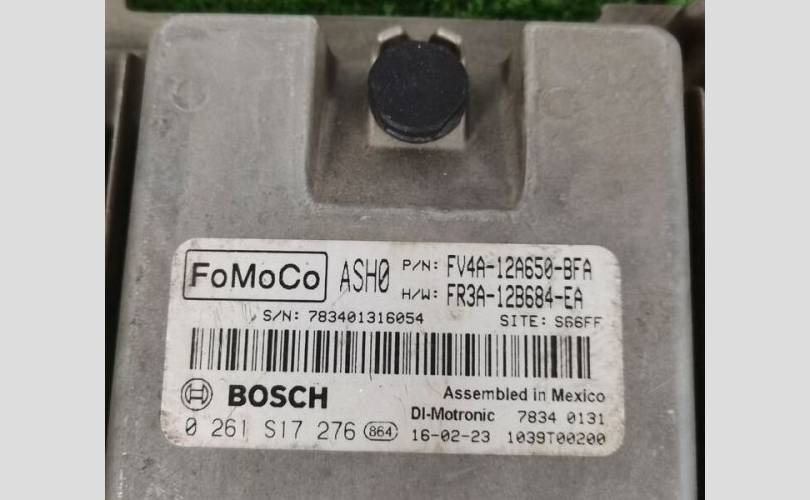 FoMoCo ASH0 P/N: FV4A-12A650-BFA
H/W: FR3A-12B684-EA
S/N: 783401316054 SITE: S66FF
BOSCH Assembled in Mexico
DI-Motronic 7834 0131
0 261 S17 276 864 16-02-23 1039T00200